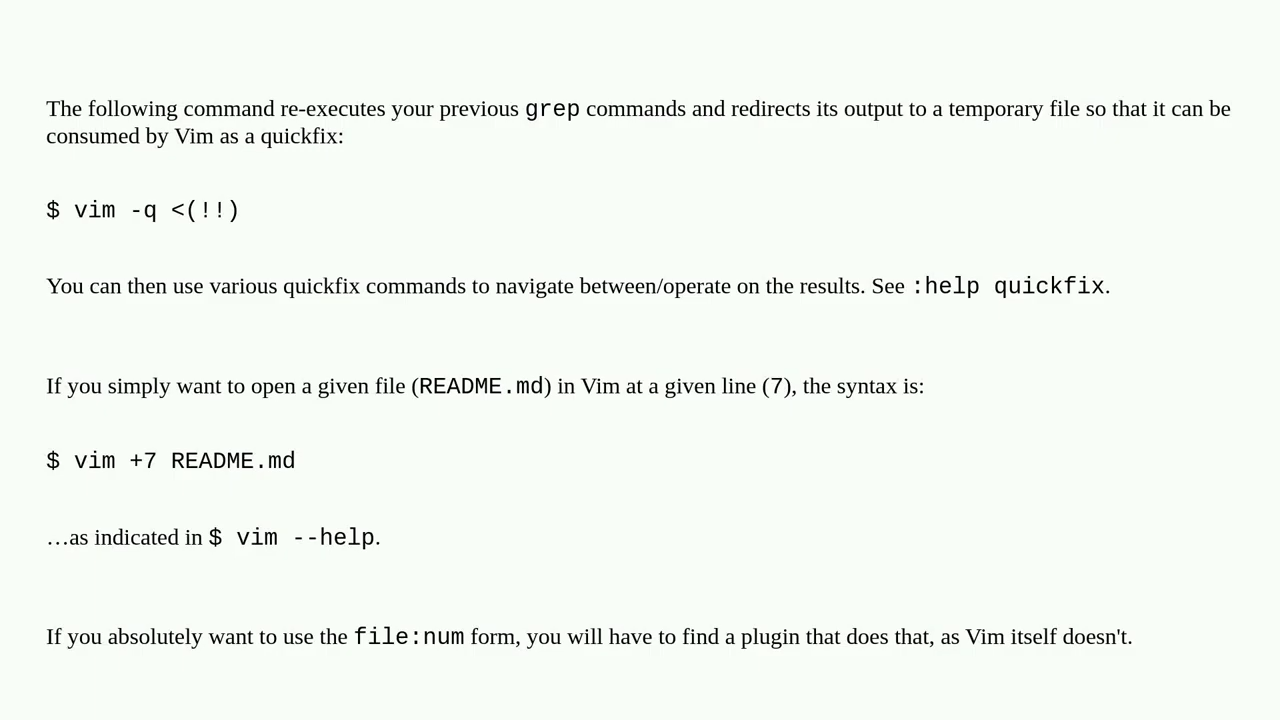 The following command re-executes your previous grep commands and redirects its output to a temporary file so that it can be
consumed by Vim as a quickfix:
$ vim -q <(!!)
You can then use various quickfix commands to navigate between/operate on the results. See :help quickfix.
If you simply want to open a given file (README.md) in Vim at a given line (7), the syntax is:
$ vim +7 README.md
…as indicated in $ vim --help.
If you absolutely want to use the file:num form, you will have to find a plugin that does that, as Vim itself doesn't.